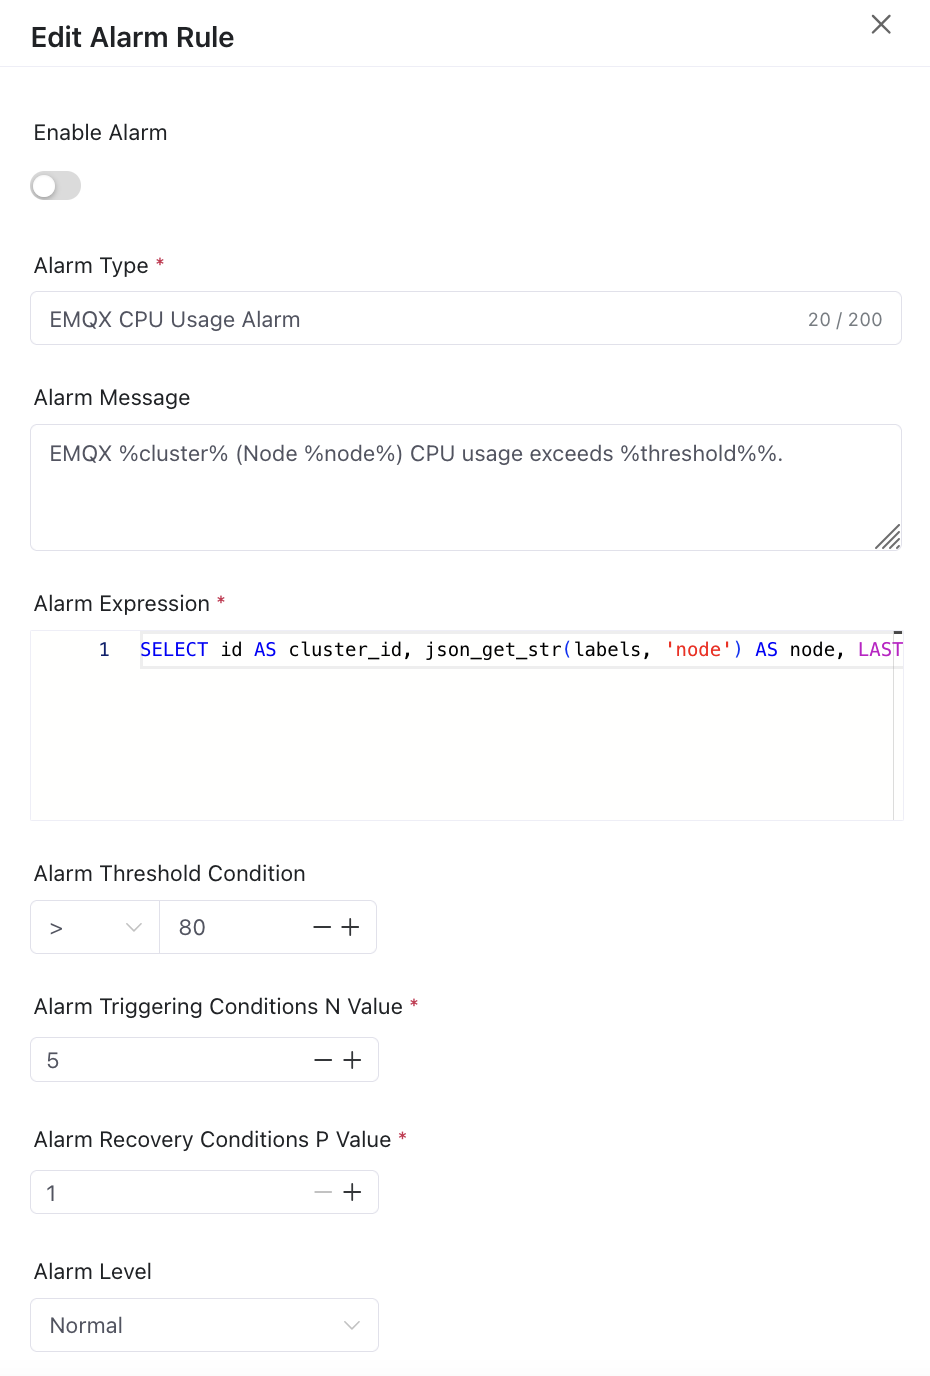 Edit Alarm Rule
Enable Alarm
Alarm Type *
EMQX CPU Usage Alarm 20 / 200
Alarm Message
EMQX %cluster% (Node %node%) CPU usage exceeds %threshold%%.
Alarm Expression *
1 SELECT id AS cluster_id, json_get_str(labels, 'node') AS node, LAST
Alarm Threshold Condition
> 80
Alarm Triggering Conditions N Value *
5
Alarm Recovery Conditions P Value *
1
Alarm Level
Normal